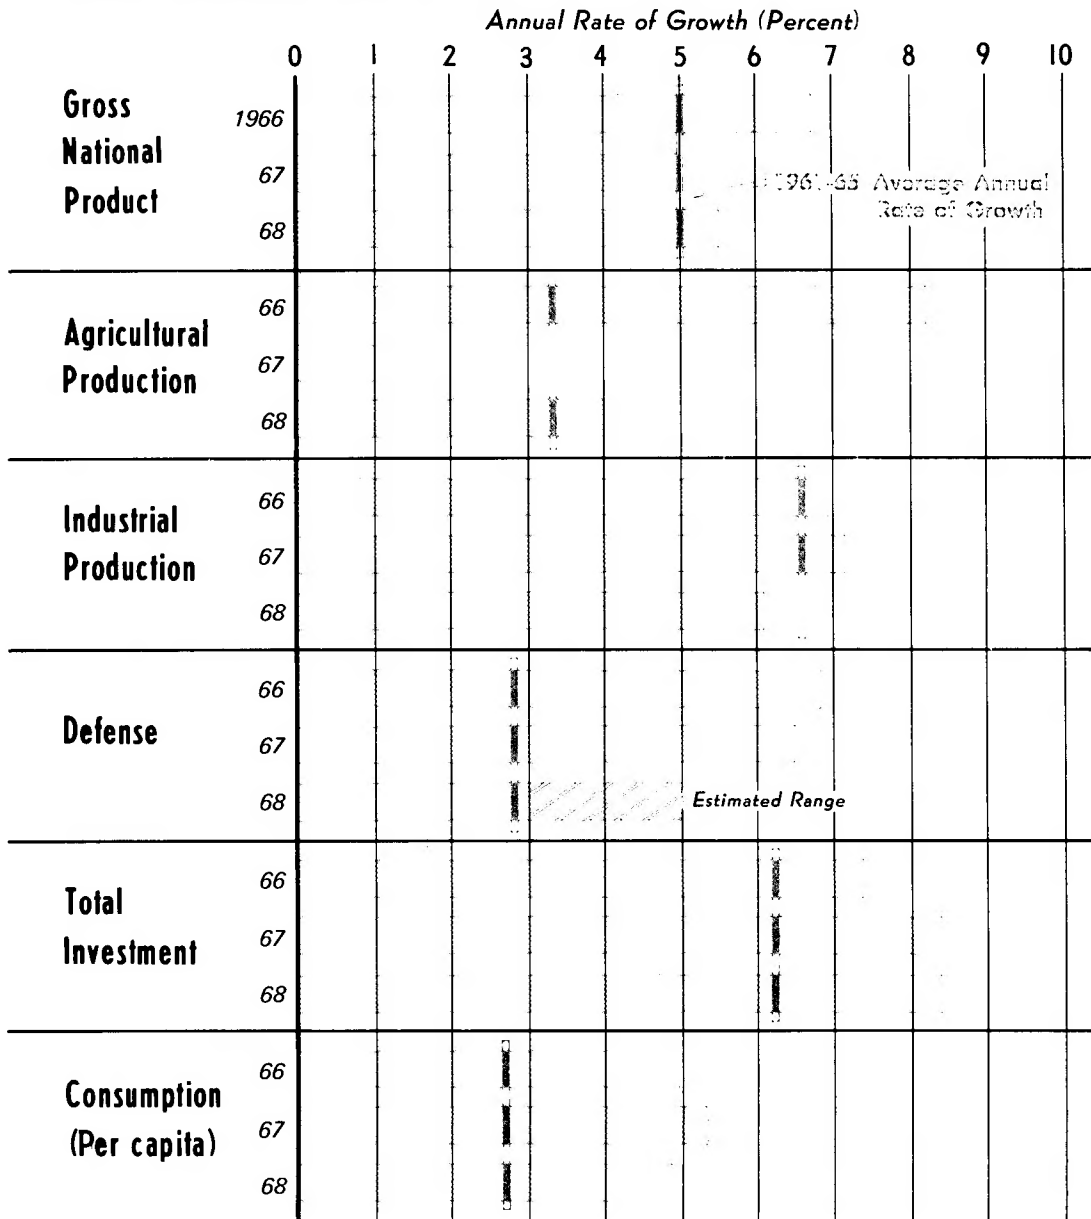 Annual Rate of Growth (Percent)
0 1 2 3 4 5 6 7 8 9 10
Gross
National
Product
1966
67
68
1961-65 Average Annual
Rate of Growth
Agricultural
Production
66
67
68
Industrial
Production
66
67
68
Defense
66
67
68
Estimated Range
Total
Investment
66
67
68
Consumption
(Per capita)
66
67
68